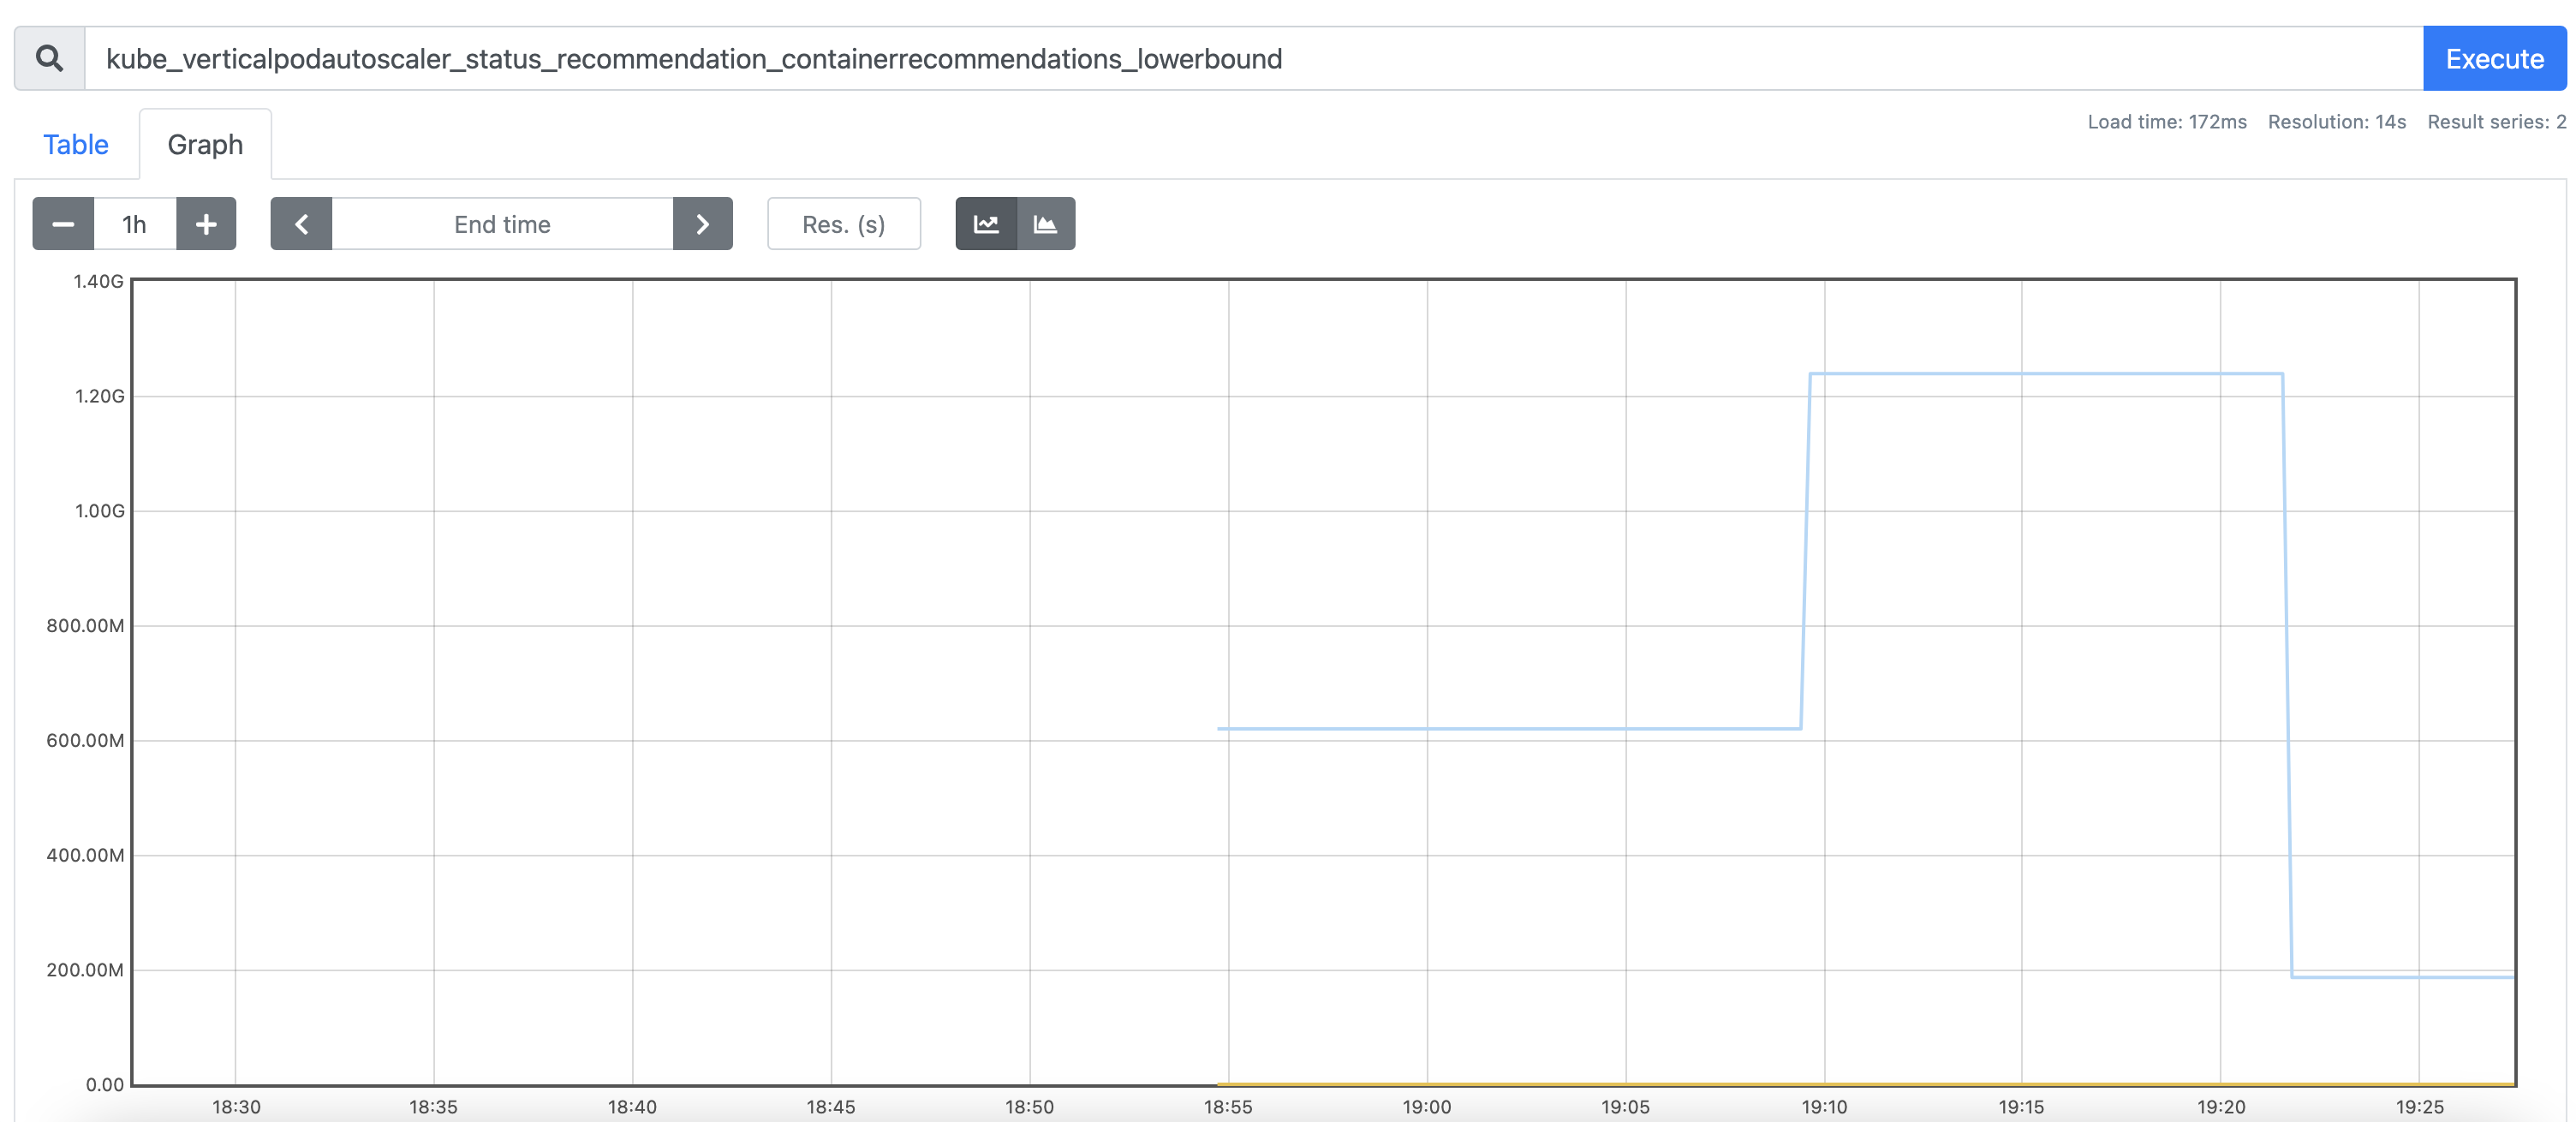 kube_verticalpodautoscaler_status_recommendation_containerrecommendations_lowerbound
Execute
Table
Graph
Load time: 172ms Resolution: 14s Result series: 2
1h
End time
Res. (s)
1.40G
1.20G
1.00G
800.00M
600.00M
400.00M
200.00M
0.00
18:30 18:35 18:40 18:45 18:50 18:55 19:00 19:05 19:10 19:15 19:20 19:25